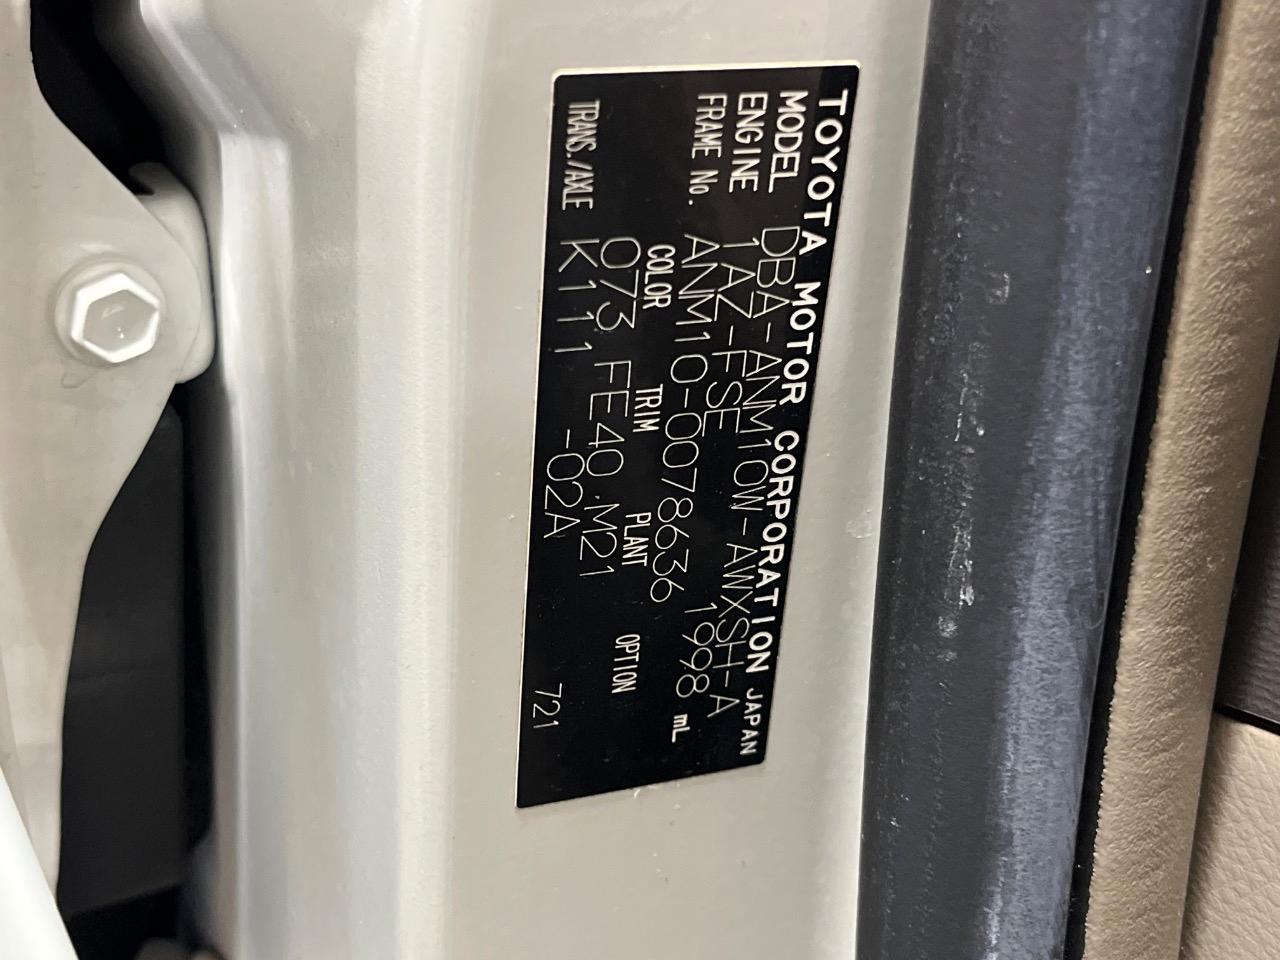 TOYOTA MOTOR CORPORATION JAPAN
MODEL DBA-ANM10W-AWXSH-A
ENGINE 1AZ-FSE 1998 mL
FRAME No. ANM10-0078636
COLOR TRIM PLANT OPTION
073 FE40 M21
TRANS./AXLE K111 -02A
721